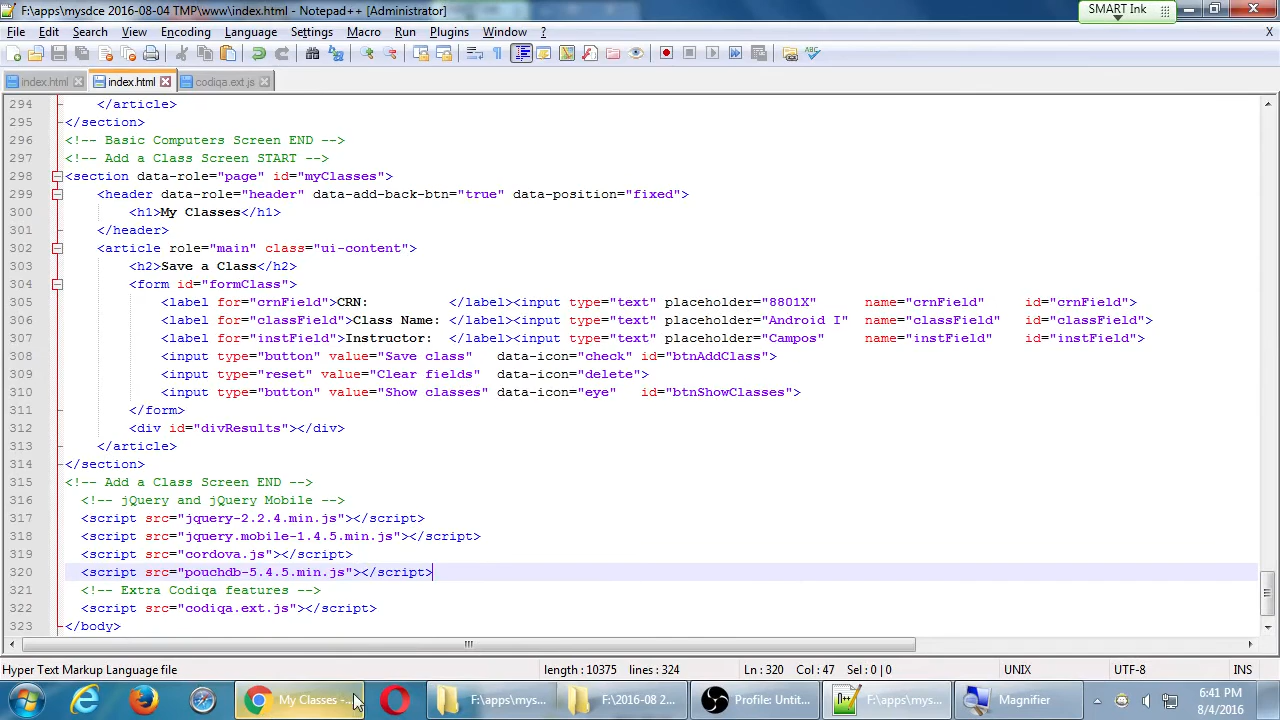 F:\apps\mysdce 2016-08-04 TMP\www\index.html - Notepad++ [Administrator]
SMART Ink
File Edit Search View Encoding Language Settings Macro Run Plugins Window ?
index.html index.html codiqa.ext.js
294 </article>
295 </section>
296 <!-- Basic Computers Screen END -->
297 <!-- Add a Class Screen START -->
298 <section data-role="page" id="myClasses">
299 <header data-role="header" data-add-back-btn="true" data-position="fixed">
300 <h1>My Classes</h1>
301 </header>
302 <article role="main" class="ui-content">
303 <h2>Save a Class</h2>
304 <form id="formClass">
305 <label for="crnField">CRN: </label><input type="text" placeholder="8801X" name="crnField" id="crnField">
306 <label for="classField">Class Name: </label><input type="text" placeholder="Android I" name="classField" id="classField">
307 <label for="instField">Instructor: </label><input type="text" placeholder="Campos" name="instField" id="instField">
308 <input type="button" value="Save class" data-icon="check" id="btnAddClass">
309 <input type="reset" value="Clear fields" data-icon="delete">
310 <input type="button" value="Show classes" data-icon="eye" id="btnShowClasses">
311 </form>
312 <div id="divResults"></div>
313 </article>
314 </section>
315 <!-- Add a Class Screen END -->
316 <!-- jQuery and jQuery Mobile -->
317 <script src="jquery-2.2.4.min.js"></script>
318 <script src="jquery.mobile-1.4.5.min.js"></script>
319 <script src="cordova.js"></script>
320 <script src="pouchdb-5.4.5.min.js"></script>
321 <!-- Extra Codiqa features -->
322 <script src="codiqa.ext.js"></script>
323 </body>
Hyper Text Markup Language file length : 10375 lines : 324 Ln : 320 Col : 47 Sel : 0 | 0 UNIX UTF-8 INS
My Classes -... F:\apps\mys... F:\2016-08 2... Profile: Untit... F:\apps\mys... Magnifier 6:41 PM
8/4/2016